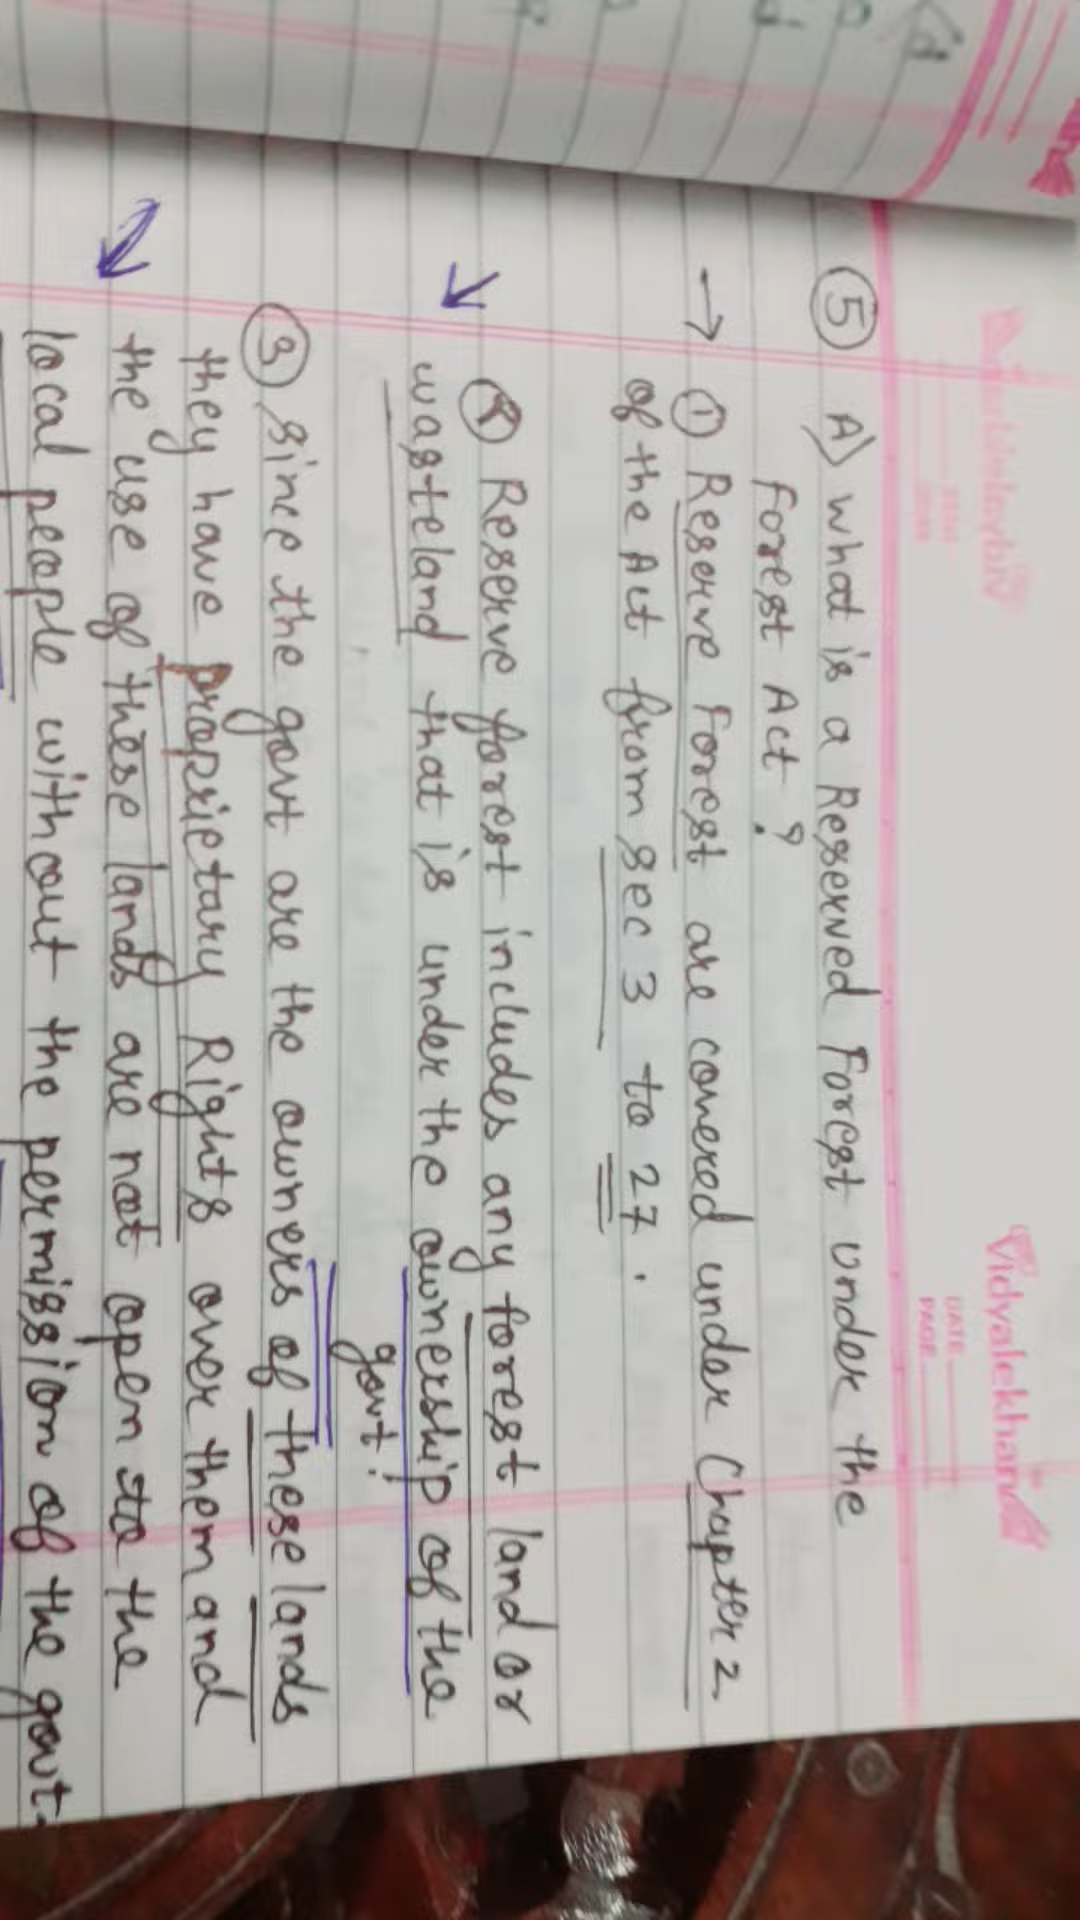 Vidyalekhan
DATE
PAGE
5 A) what is a Reserved Forest under the
forest Act ?
→ ① Reserve Forest are covered under Chapter 2
of the Act from sec 3 to 27.
② Reserve forest includes any forest land or
wasteland that is under the ownership of the
govt!
③ since the govt are the owners of these lands
they have proprietary Rights over them and
the use of these lands are not open to the
local people without the permission of the govt.